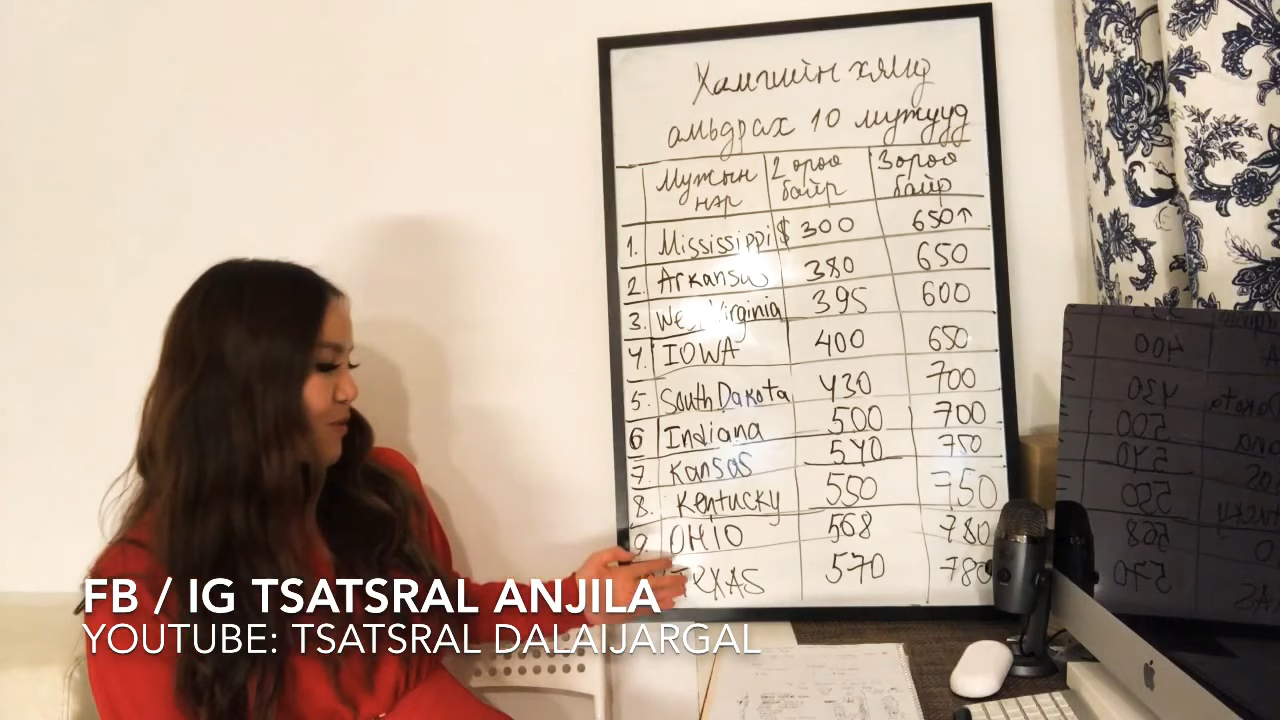 Хамгийн хямд
амьдрах 10 мужууд
Мужын нэр 2 өрөө байр 3 өрөө байр
1. Mississippi $300 650↑
2. Arkansas 380 650
3. West Virginia 395 600
4. IOWA 400 650
5. South Dakota 430 700
6 Indiana 500 700
7. Kansas 540 750
8. Kentucky 550 750
9. OHIO 568 780
570 780
FB / IG TSATSRAL ANJILA
YOUTUBE: TSATSRAL DALAIJARGAL